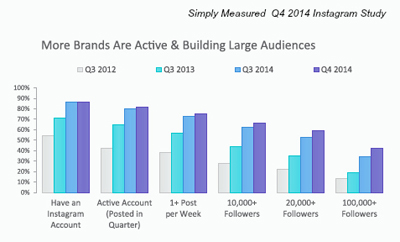 Simply Measured Q4 2014 Instagram Study
More Brands Are Active & Building Large Audiences
Q3 2012 Q3 2013 Q3 2014 Q4 2014
100%
90%
80%
70%
60%
50%
40%
30%
20%
10%
0%
Have an Active Account 1+ Post 10,000+ 20,000+ 100,000+
Instagram (Posted in per Week Followers Followers Followers
Account Quarter)